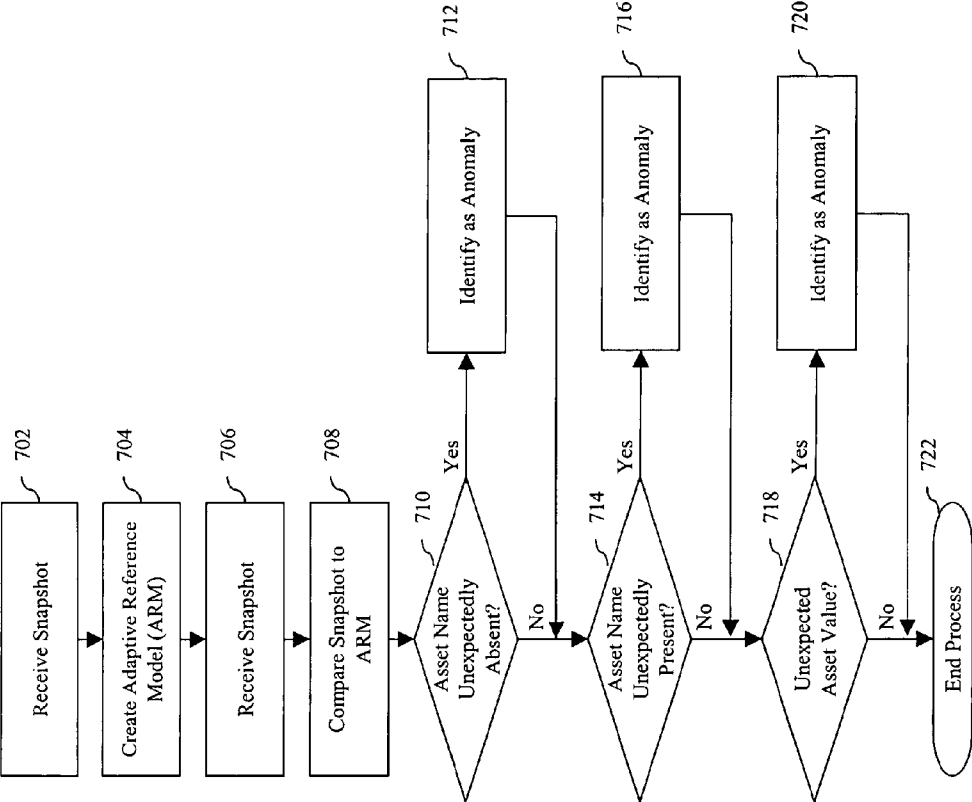 702
Receive Snapshot
704
Create Adaptive Reference
Model (ARM)
706
Receive Snapshot
708
Compare Snapshot to
ARM
710
Asset Name
Unexpectedly
Absent?
Yes
712
Identify as Anomaly
No
714
Asset Name
Unexpectedly
Present?
Yes
716
Identify as Anomaly
No
718
Unexpected
Asset Value?
Yes
720
Identify as Anomaly
No
722
End Process